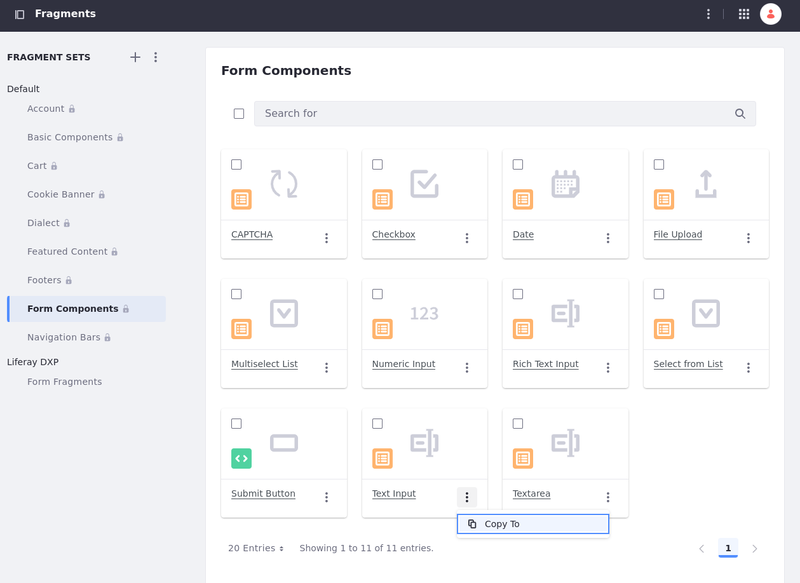 Fragments
FRAGMENT SETS
Default
Account
Basic Components
Cart
Cookie Banner
Dialect
Featured Content
Footers
Form Components
Navigation Bars
Liferay DXP
Form Fragments
Form Components
Search for
CAPTCHA
Checkbox
Date
File Upload
Multiselect List
123
Numeric Input
Rich Text Input
Select from List
Submit Button
Text Input
Textarea
Copy To
20 Entries
Showing 1 to 11 of 11 entries.
1